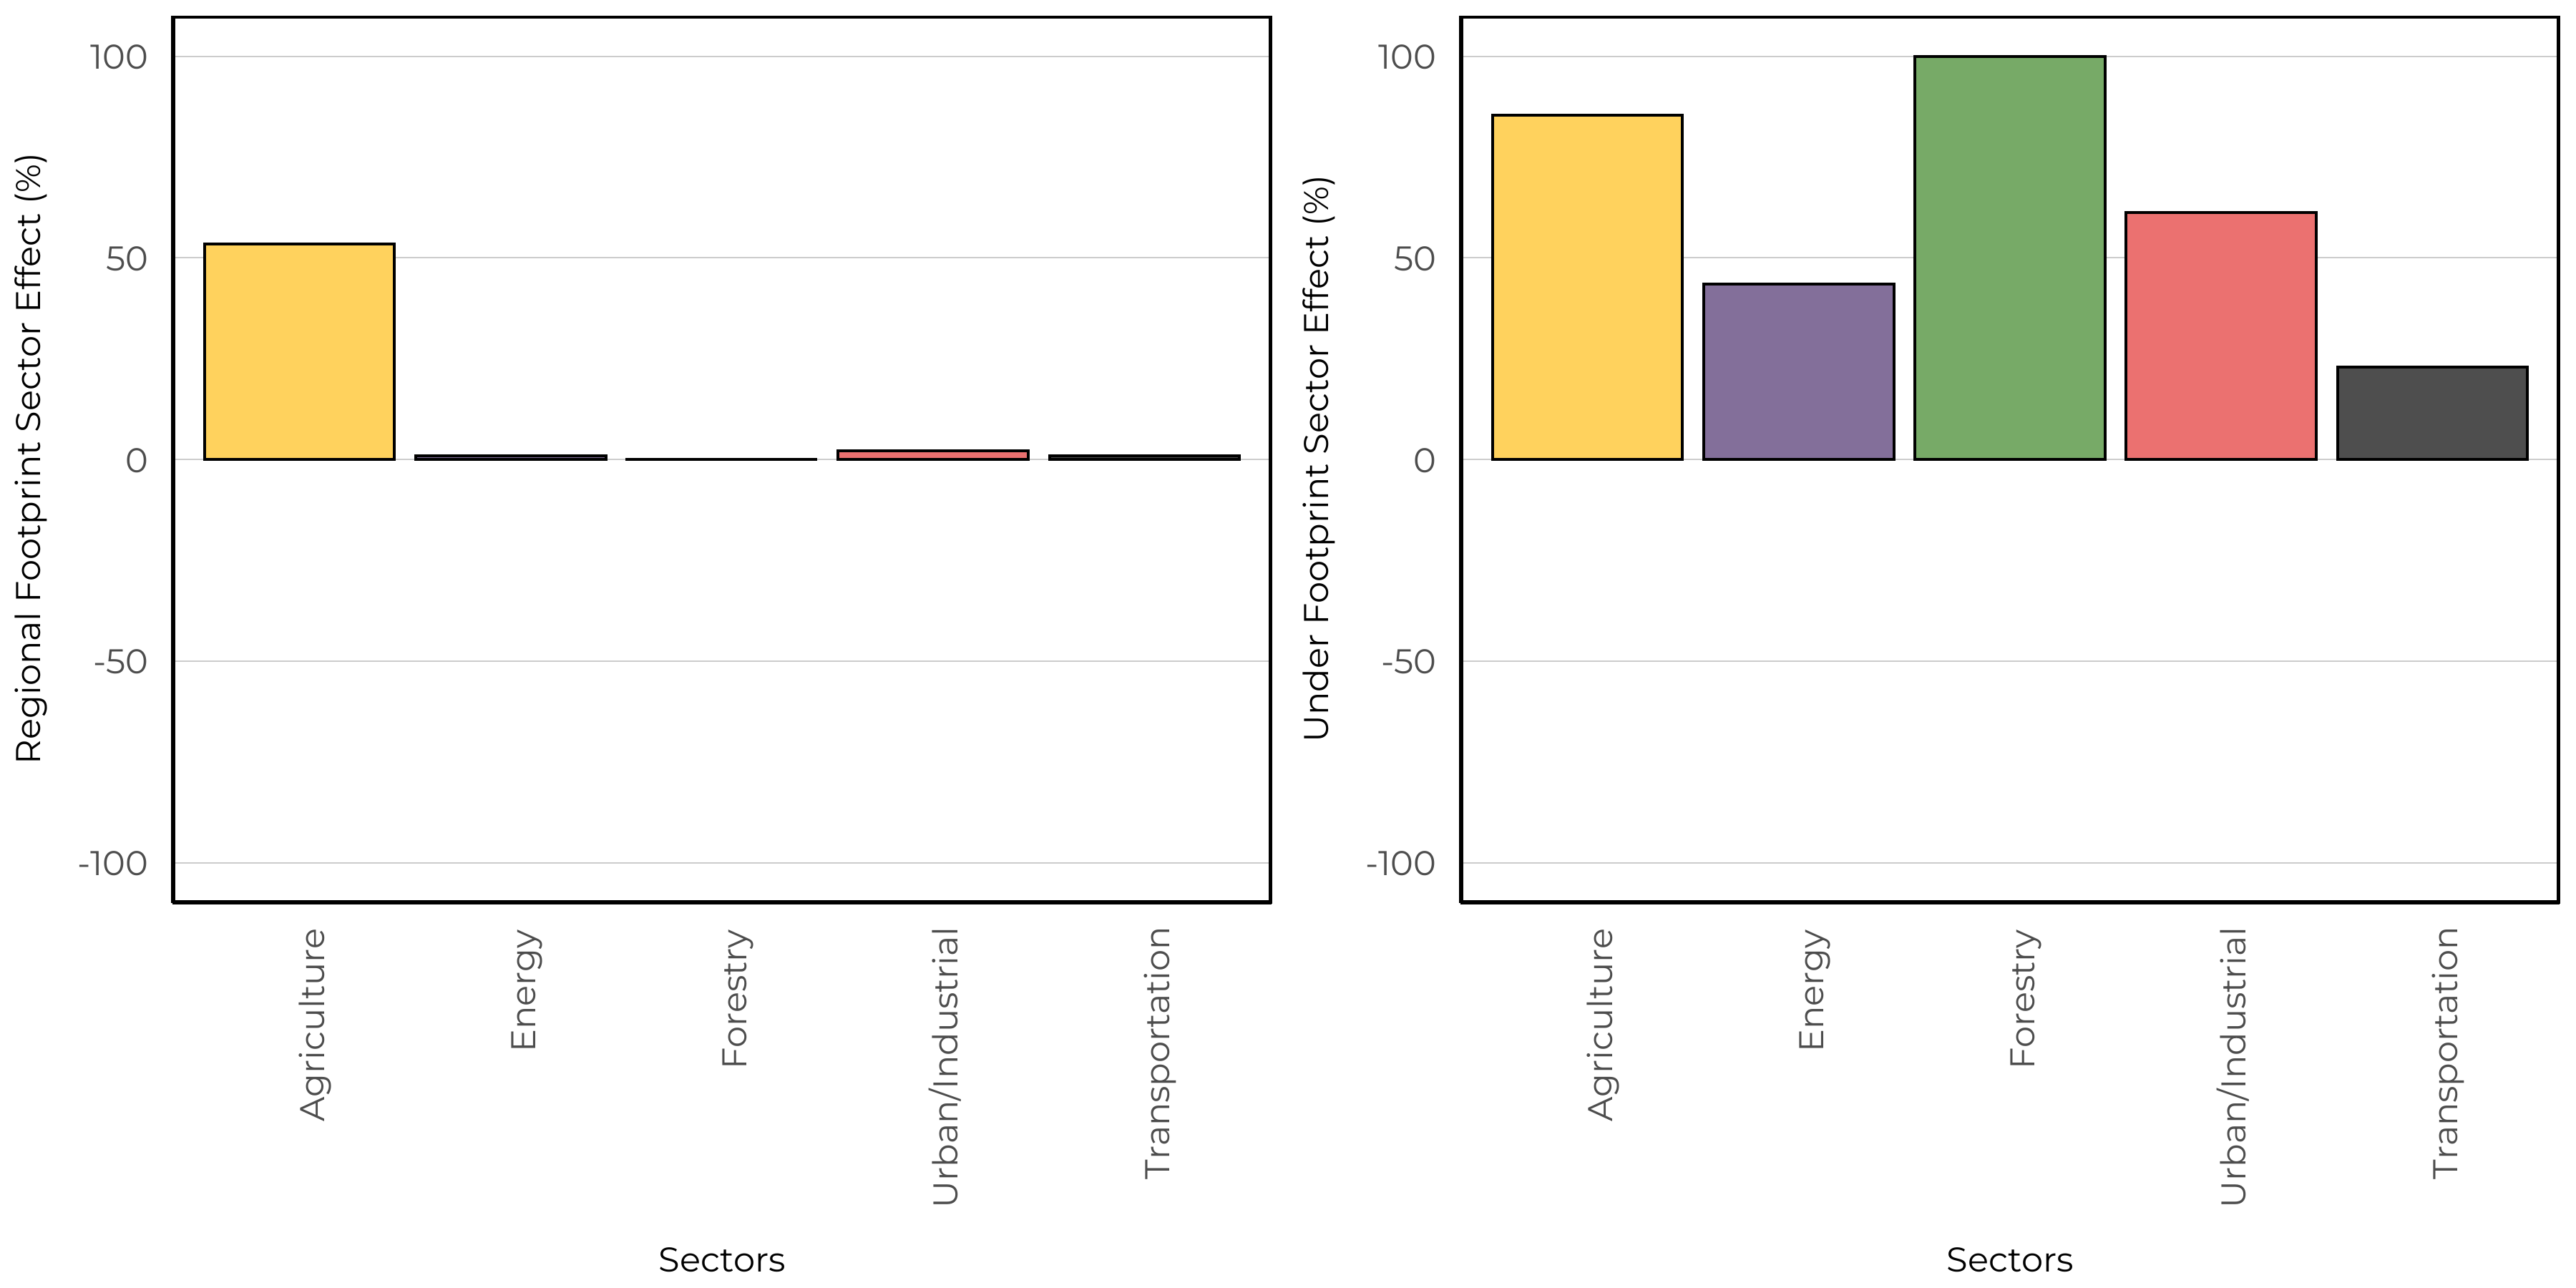 Regional Footprint Sector Effect (%)
100
50
0
-50
-100
Agriculture
Energy
Forestry
Urban/Industrial
Transportation
Sectors
Under Footprint Sector Effect (%)
100
50
0
-50
-100
Agriculture
Energy
Forestry
Urban/Industrial
Transportation
Sectors